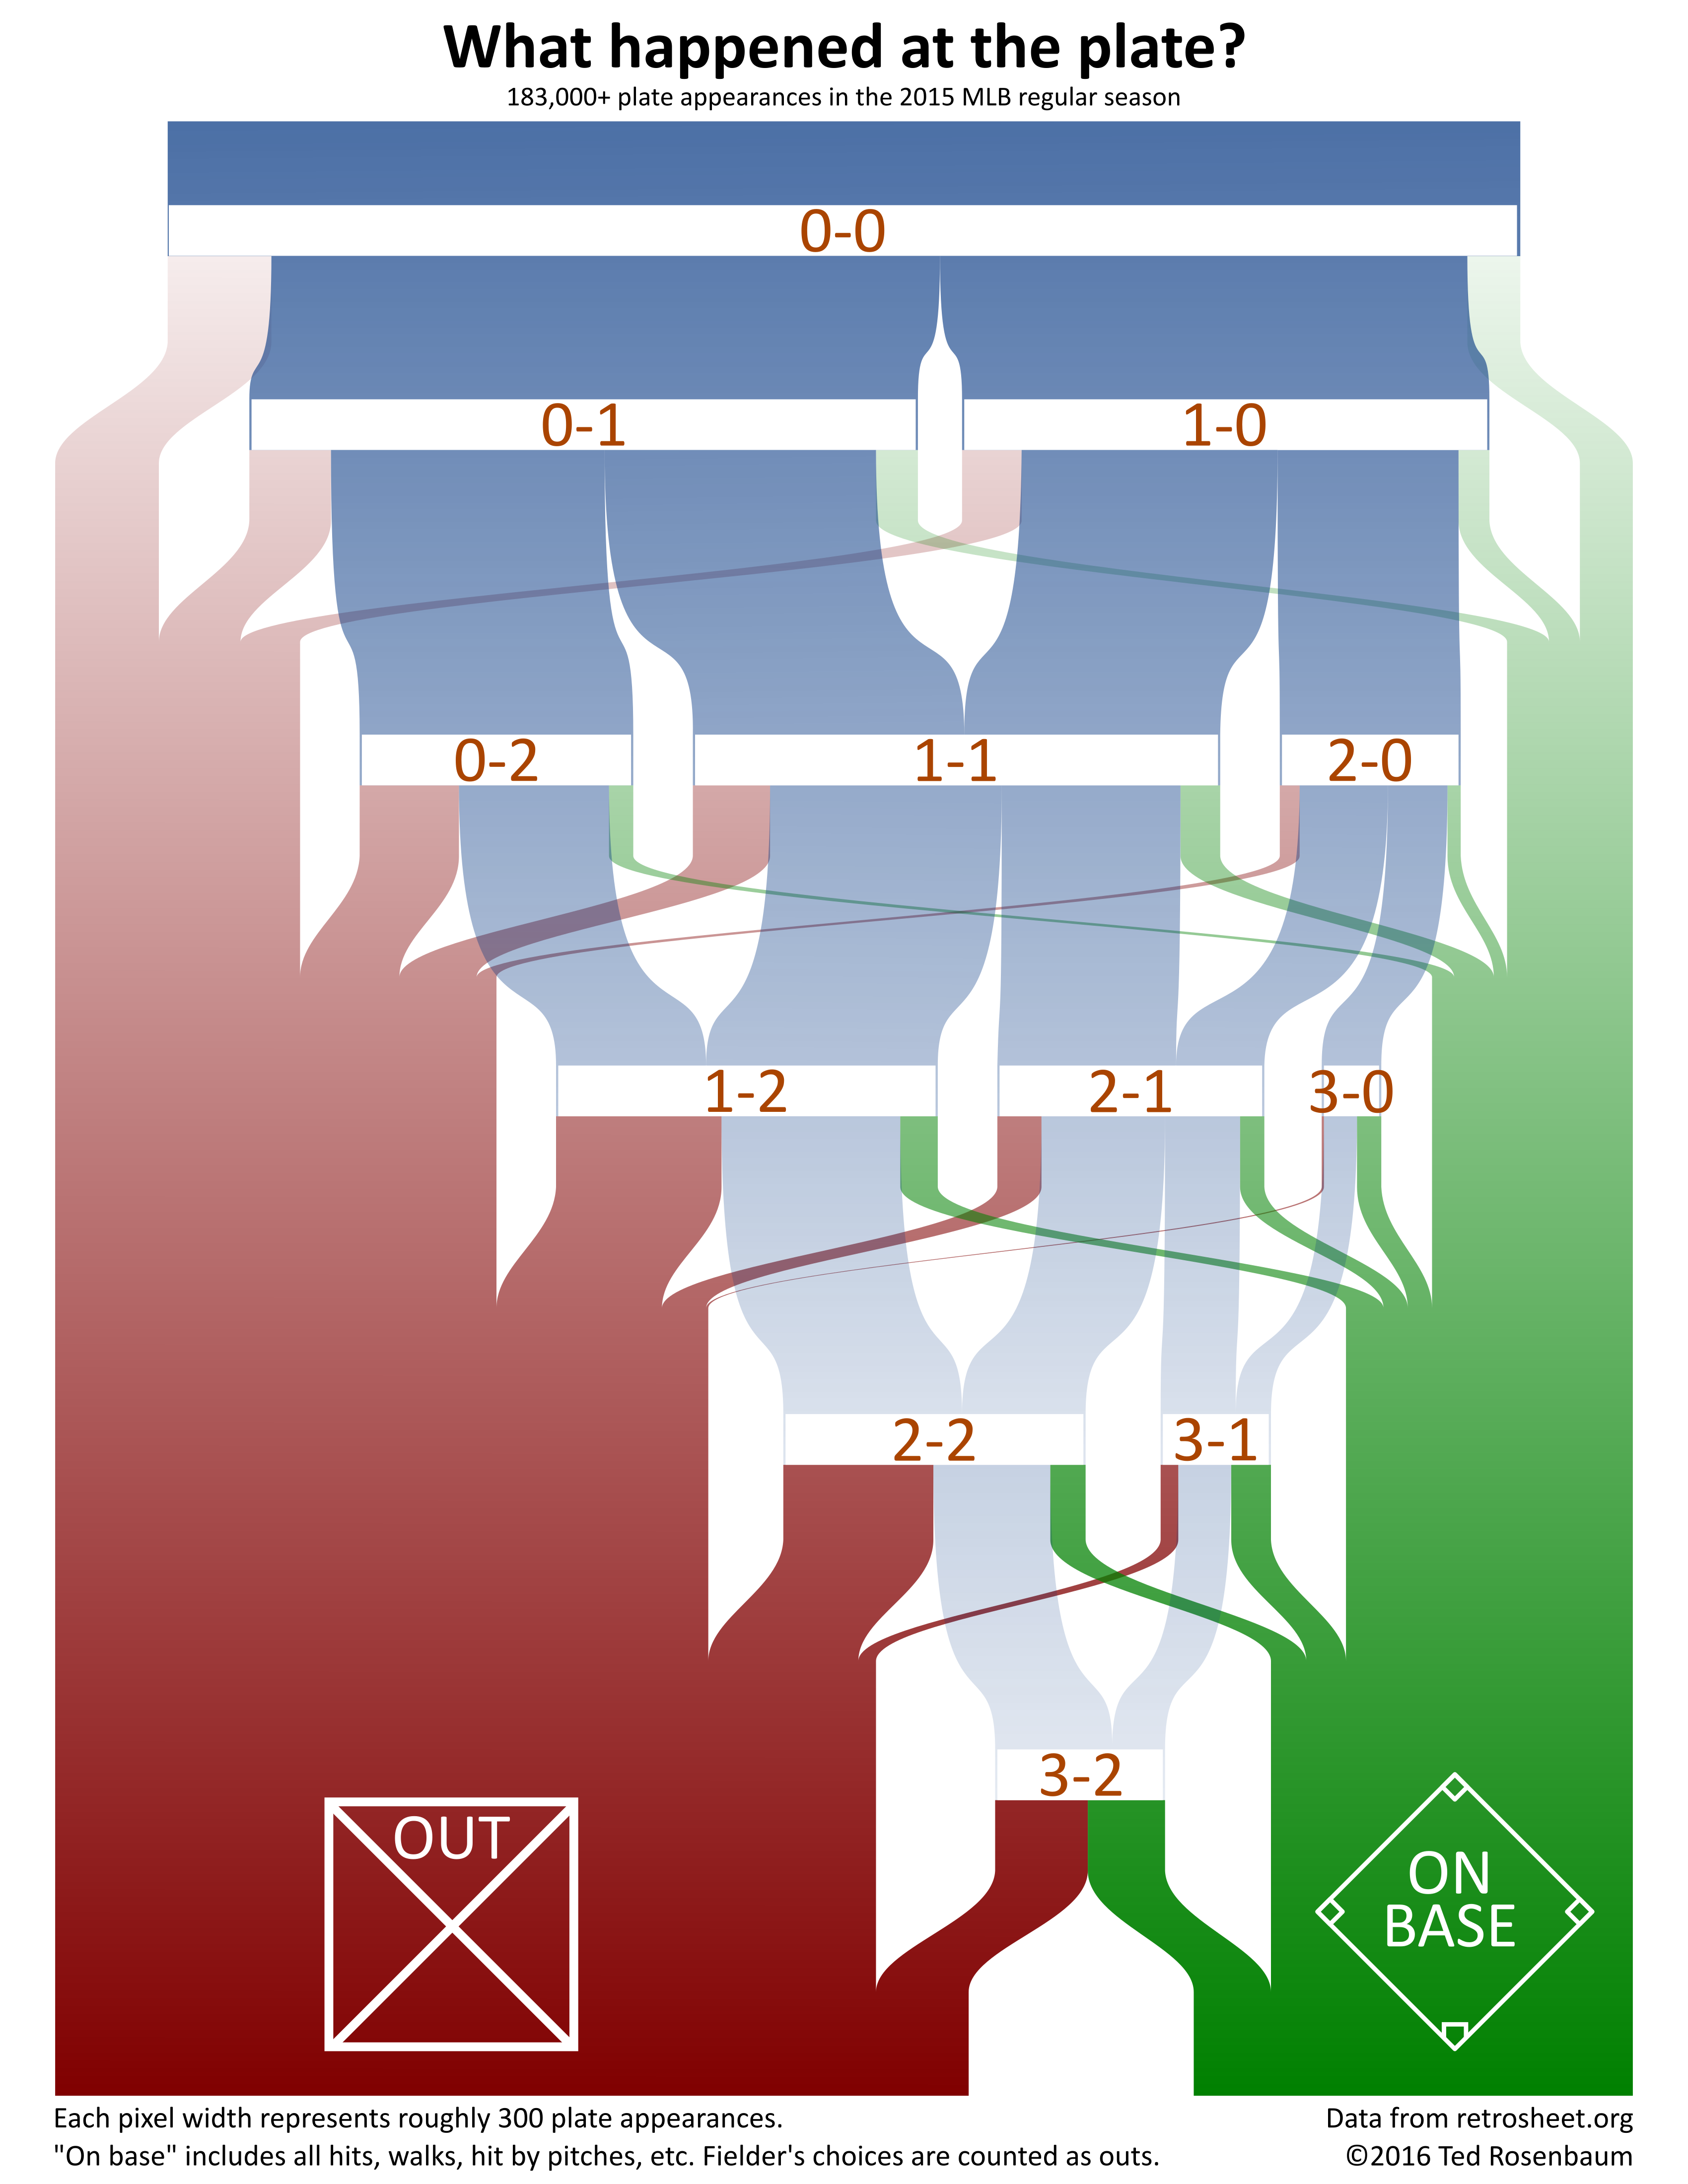 What happened at the plate?
183,000+ plate appearances in the 2015 MLB regular season
0-0
0-1
1-0
0-2
1-1
2-0
1-2
2-1
3-0
2-2
3-1
3-2
OUT
ON
BASE
Each pixel width represents roughly 300 plate appearances.
Data from retrosheet.org
"On base" includes all hits, walks, hit by pitches, etc. Fielder's choices are counted as outs.
©2016 Ted Rosenbaum